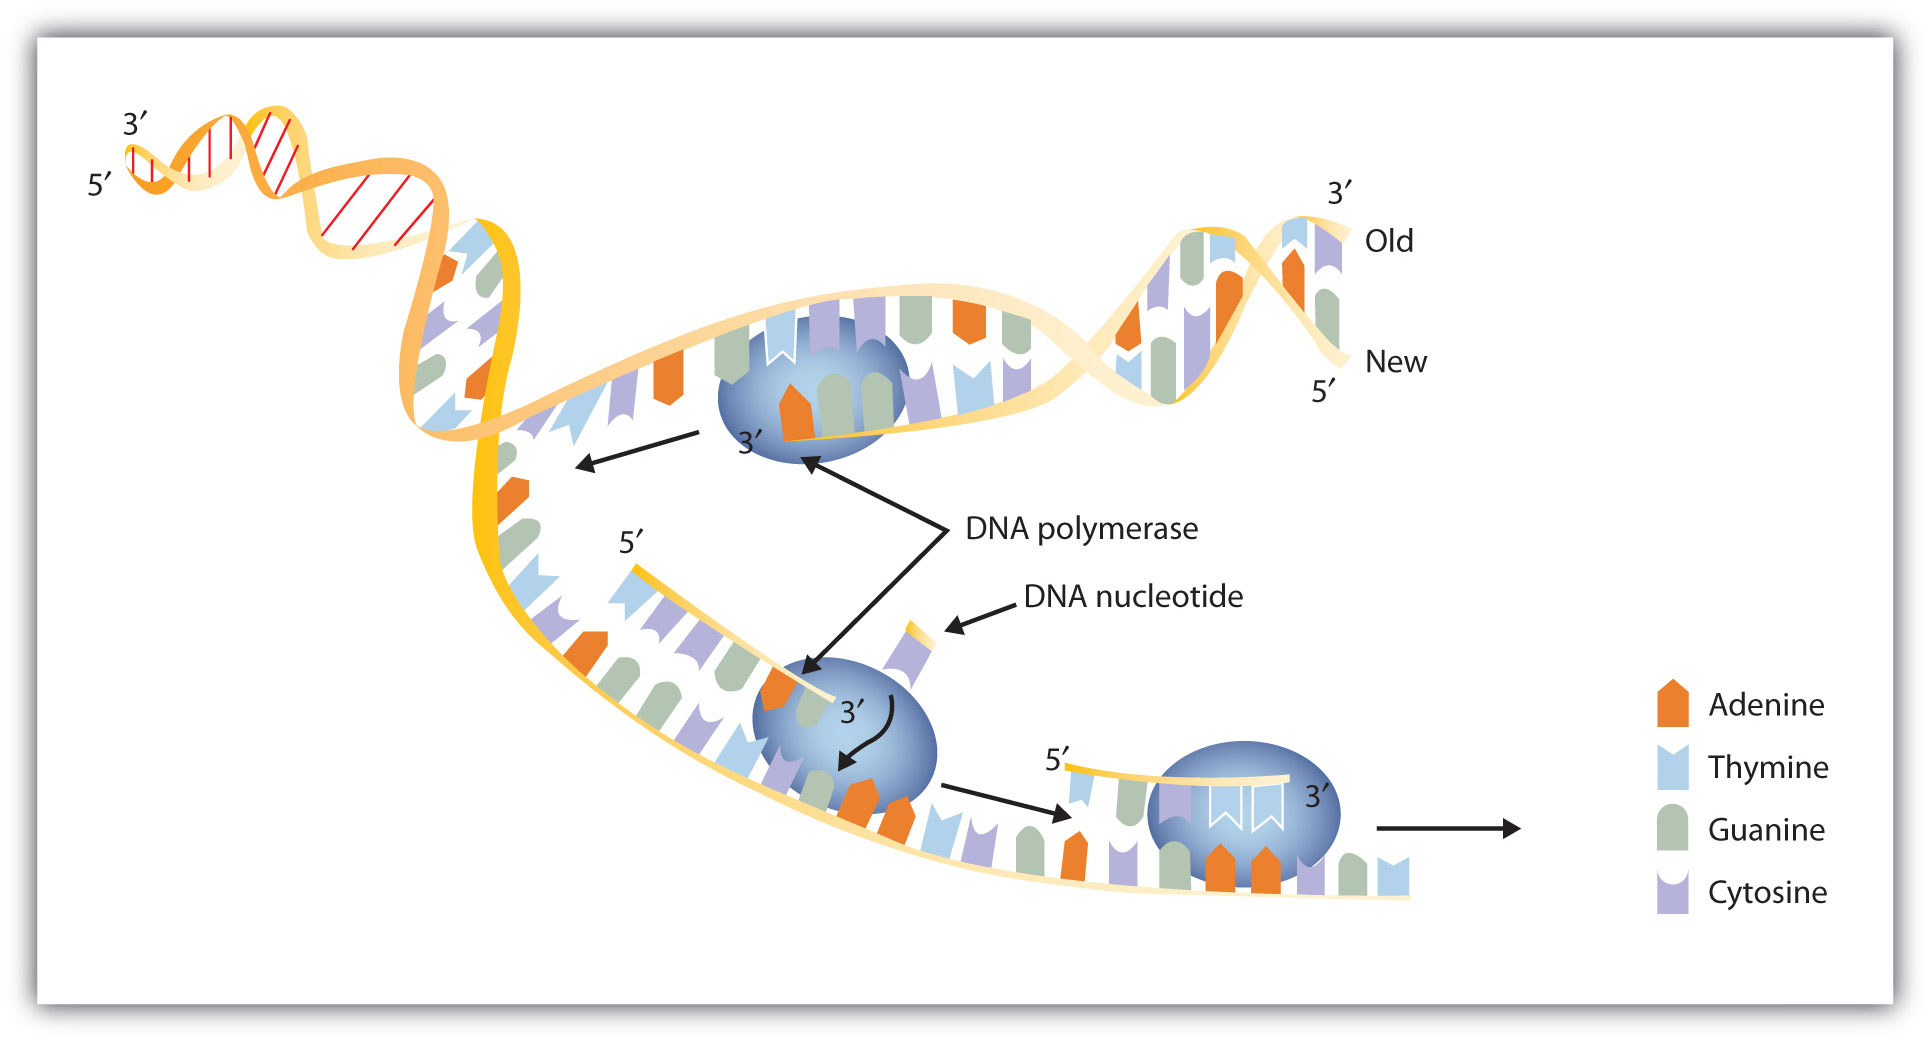 3′
5′
3′
Old
New
5′
3′
DNA polymerase
5′
DNA nucleotide
3′
5′
3′
Adenine
Thymine
Guanine
Cytosine